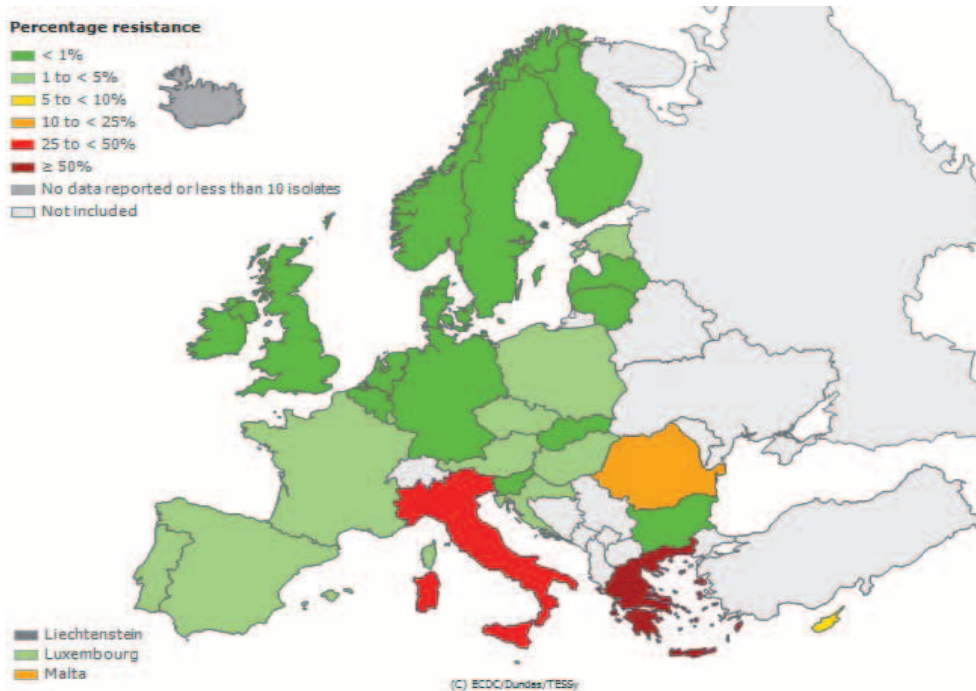 Percentage resistance
< 1%
1 to < 5%
5 to < 10%
10 to < 25%
25 to < 50%
≥ 50%
No data reported or less than 10 isolates
Not included
Liechtenstein
Luxembourg
Malta
(C) ECDC/Dundas/TESSy